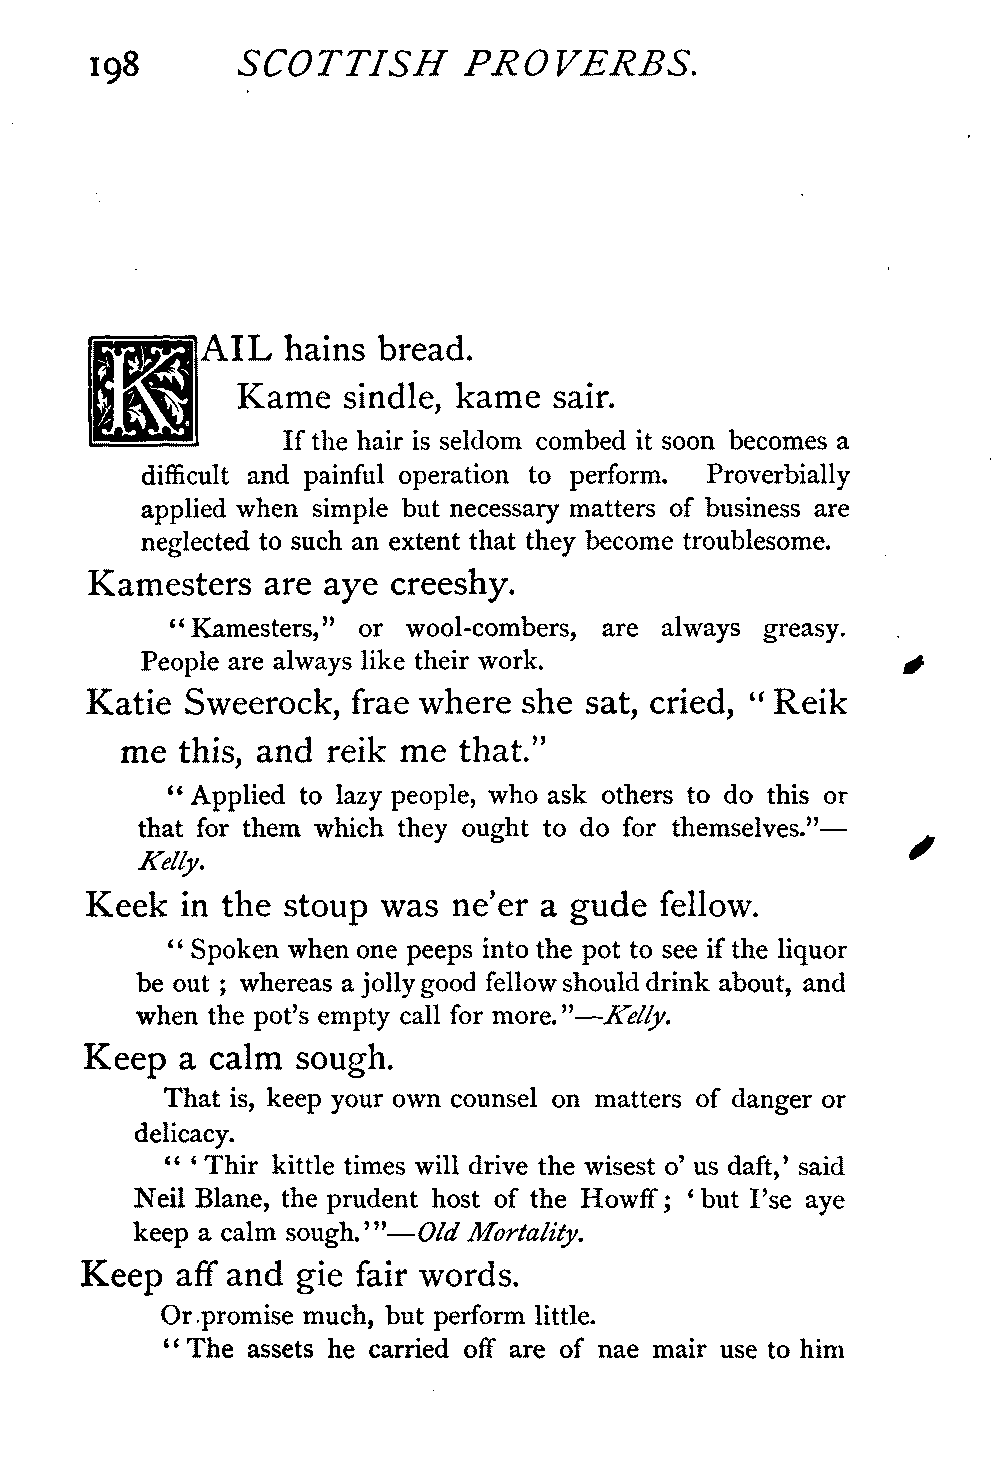 198 SCOTTISH PROVERBS.
KAIL hains bread.
Kame sindle, kame sair.
If the hair is seldom combed it soon becomes a
difficult and painful operation to perform. Proverbially
applied when simple but necessary matters of business are
neglected to such an extent that they become troublesome.
Kamesters are aye creeshy.
"Kamesters," or wool-combers, are always greasy.
People are always like their work.
Katie Sweerock, frae where she sat, cried, "Reik
me this, and reik me that."
"Applied to lazy people, who ask others to do this or
that for them which they ought to do for themselves."—
Kelly.
Keek in the stoup was ne'er a gude fellow.
"Spoken when one peeps into the pot to see if the liquor
be out; whereas a jolly good fellow should drink about, and
when the pot's empty call for more."—Kelly.
Keep a calm sough.
That is, keep your own counsel on matters of danger or
delicacy.
"'Thir kittle times will drive the wisest o' us daft,' said
Neil Blane, the prudent host of the Howff; 'but I'se aye
keep a calm sough.'"—Old Mortality.
Keep aff and gie fair words.
Or promise much, but perform little.
"The assets he carried off are of nae mair use to him